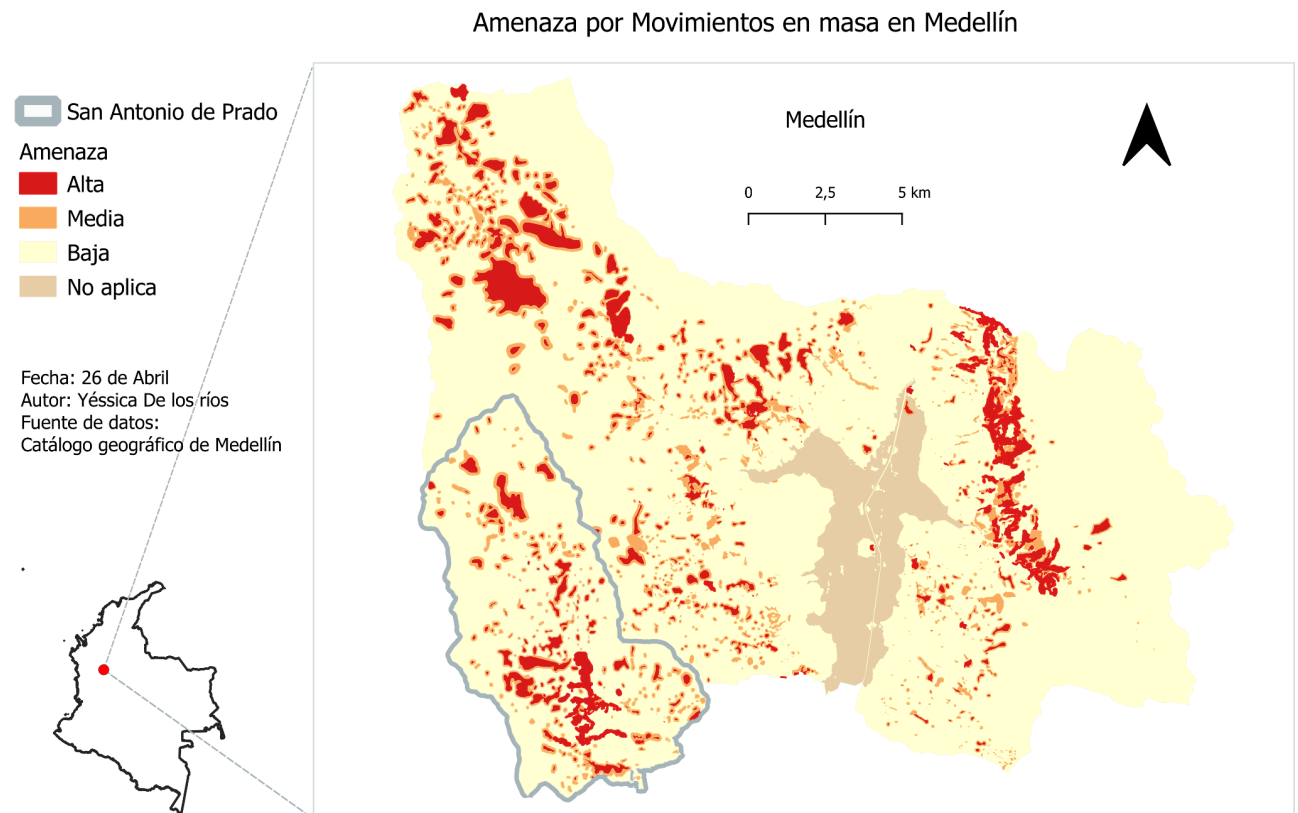 Amenaza por Movimientos en masa en Medellín
San Antonio de Prado
Amenaza
Alta
Media
Baja
No aplica
Fecha: 26 de Abril
Autor: Yéssica De los ríos
Fuente de datos:
Catálogo geográfico de Medellín
Medellín
0 2,5 5 km